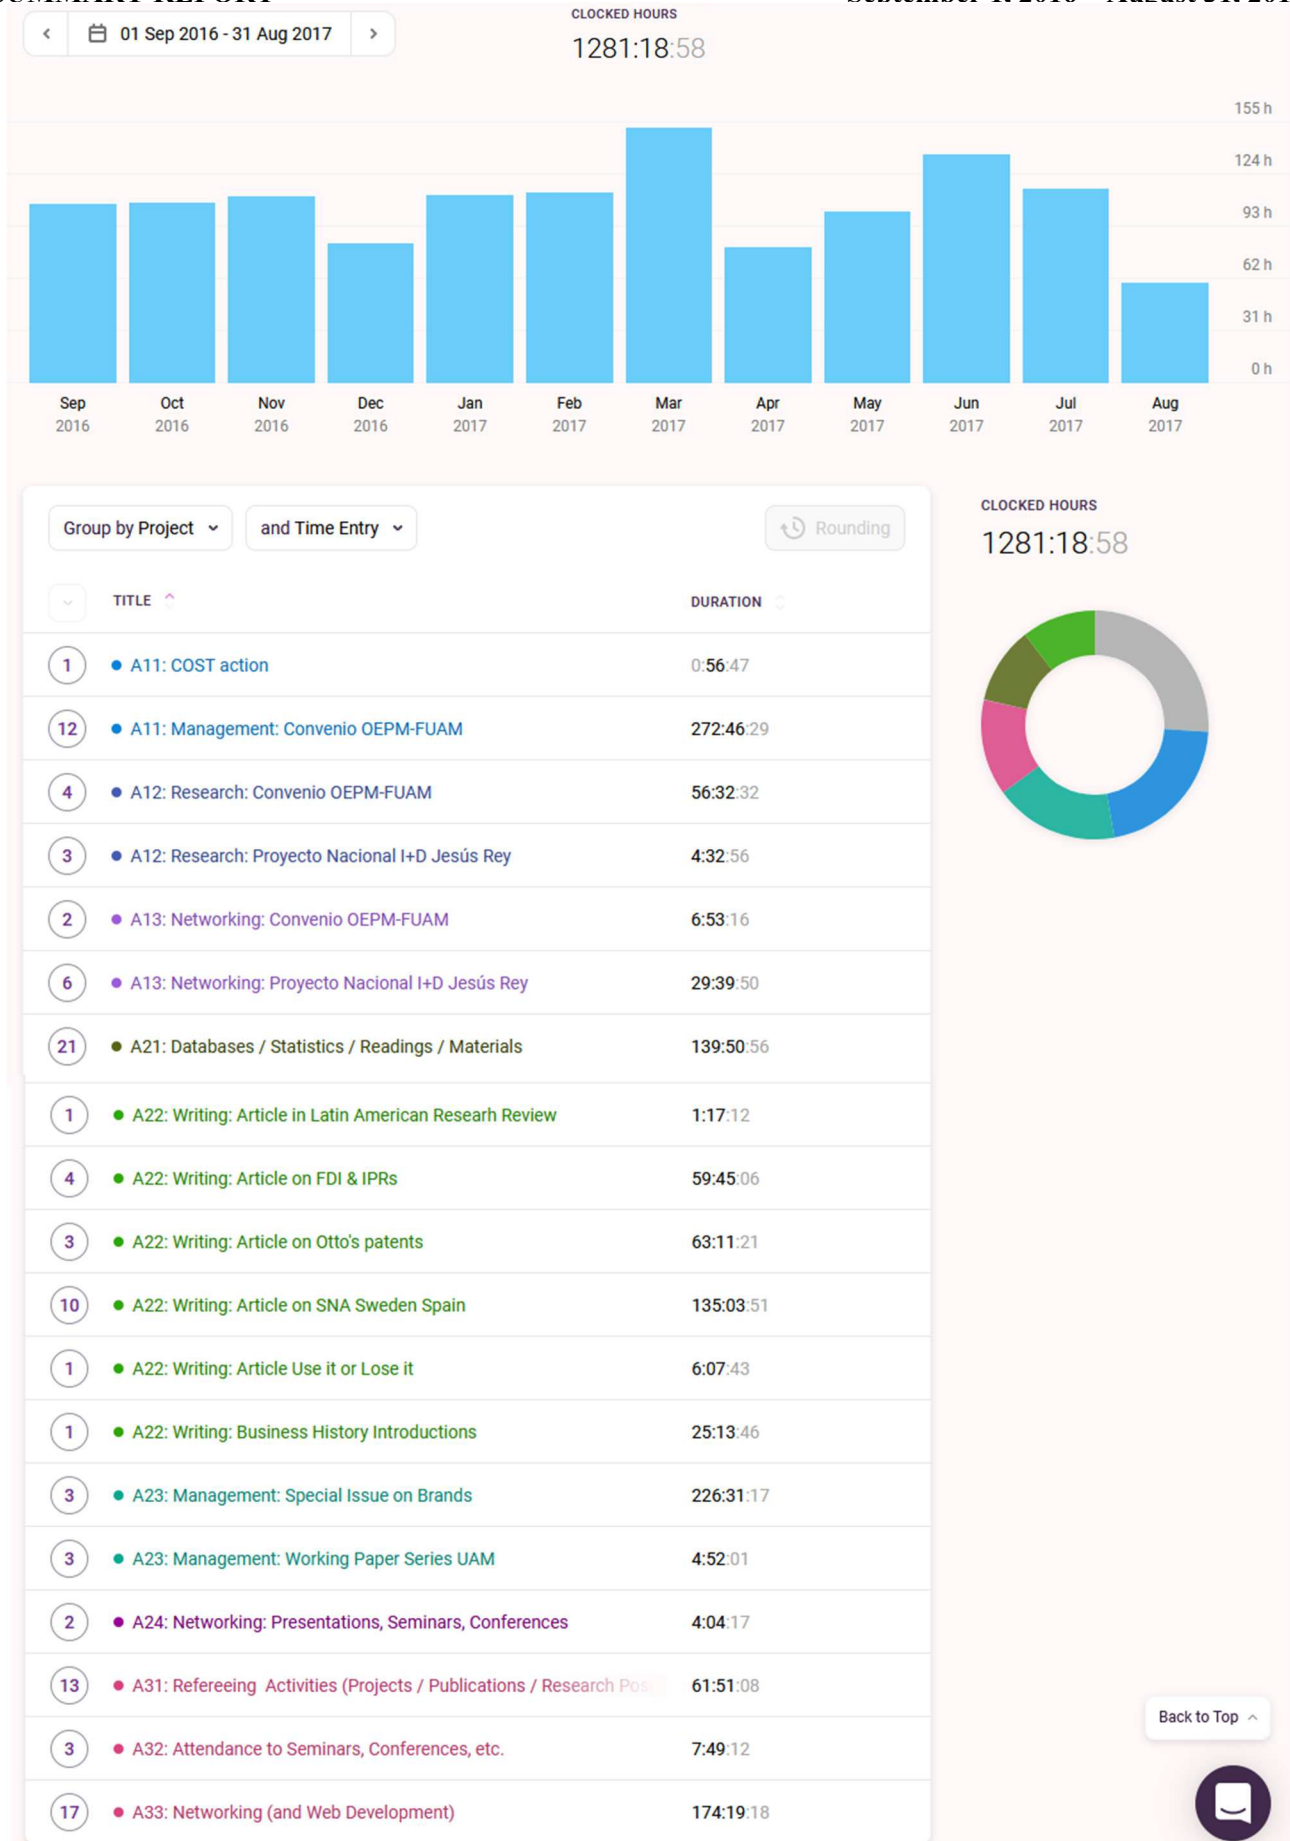 SUMMARY REPORT September 1, 2016 – August 31, 201
01 Sep 2016 - 31 Aug 2017
CLOCKED HOURS
1281:18:58
155 h
124 h
93 h
62 h
31 h
0 h
Sep Oct Nov Dec Jan Feb Mar Apr May Jun Jul Aug
2016 2016 2016 2016 2017 2017 2017 2017 2017 2017 2017 2017
Group by Project and Time Entry Rounding
CLOCKED HOURS
1281:18:58
TITLE DURATION
1 A11: COST action 0:56:47
12 A11: Management: Convenio OEPM-FUAM 272:46:29
4 A12: Research: Convenio OEPM-FUAM 56:32:32
3 A12: Research: Proyecto Nacional I+D Jesús Rey 4:32:56
2 A13: Networking: Convenio OEPM-FUAM 6:53:16
6 A13: Networking: Proyecto Nacional I+D Jesús Rey 29:39:50
21 A21: Databases / Statistics / Readings / Materials 139:50:56
1 A22: Writing: Article in Latin American Researh Review 1:17:12
4 A22: Writing: Article on FDI & IPRs 59:45:06
3 A22: Writing: Article on Otto's patents 63:11:21
10 A22: Writing: Article on SNA Sweden Spain 135:03:51
1 A22: Writing: Article Use it or Lose it 6:07:43
1 A22: Writing: Business History Introductions 25:13:46
3 A23: Management: Special Issue on Brands 226:31:17
3 A23: Management: Working Paper Series UAM 4:52:01
2 A24: Networking: Presentations, Seminars, Conferences 4:04:17
13 A31: Refereeing Activities (Projects / Publications / Research Pos 61:51:08
3 A32: Attendance to Seminars, Conferences, etc. 7:49:12
17 A33: Networking (and Web Development) 174:19:18
Back to Top